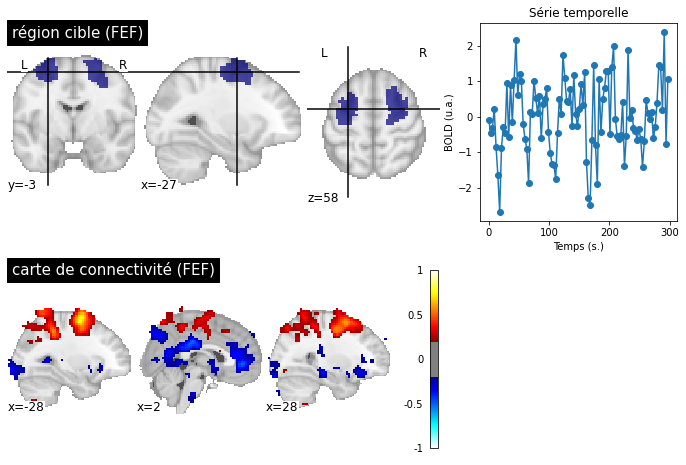 région cible (FEF)
L R
y=-3
x=-27
L R
z=58
Série temporelle
BOLD (u.a.)
2
1
0
−1
−2
0 100 200 300
Temps (s.)
carte de connectivité (FEF)
x=-28
x=2
x=28
1
0.5
0
-0.5
-1